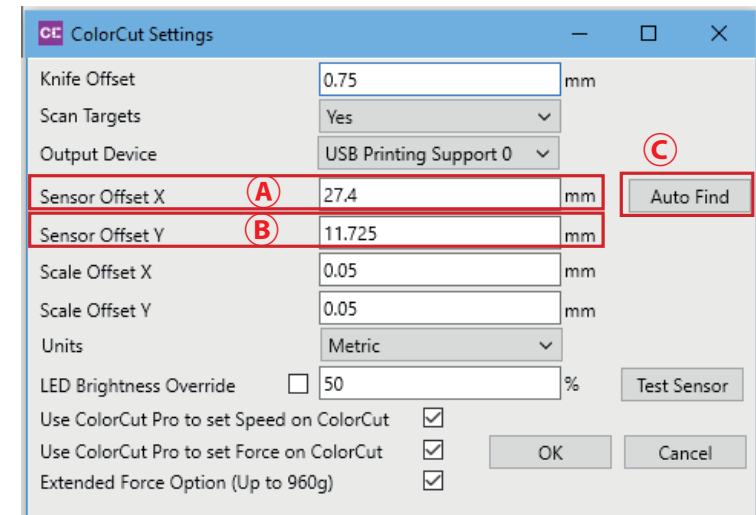 CE ColorCut Settings
Knife Offset 0.75 mm
Scan Targets Yes
Output Device USB Printing Support 0 C
Sensor Offset X A 27.4 mm Auto Find
Sensor Offset Y B 11.725 mm
Scale Offset X 0.05 mm
Scale Offset Y 0.05 mm
Units Metric
LED Brightness Override 50 % Test Sensor
Use ColorCut Pro to set Speed on ColorCut
Use ColorCut Pro to set Force on ColorCut OK Cancel
Extended Force Option (Up to 960g)